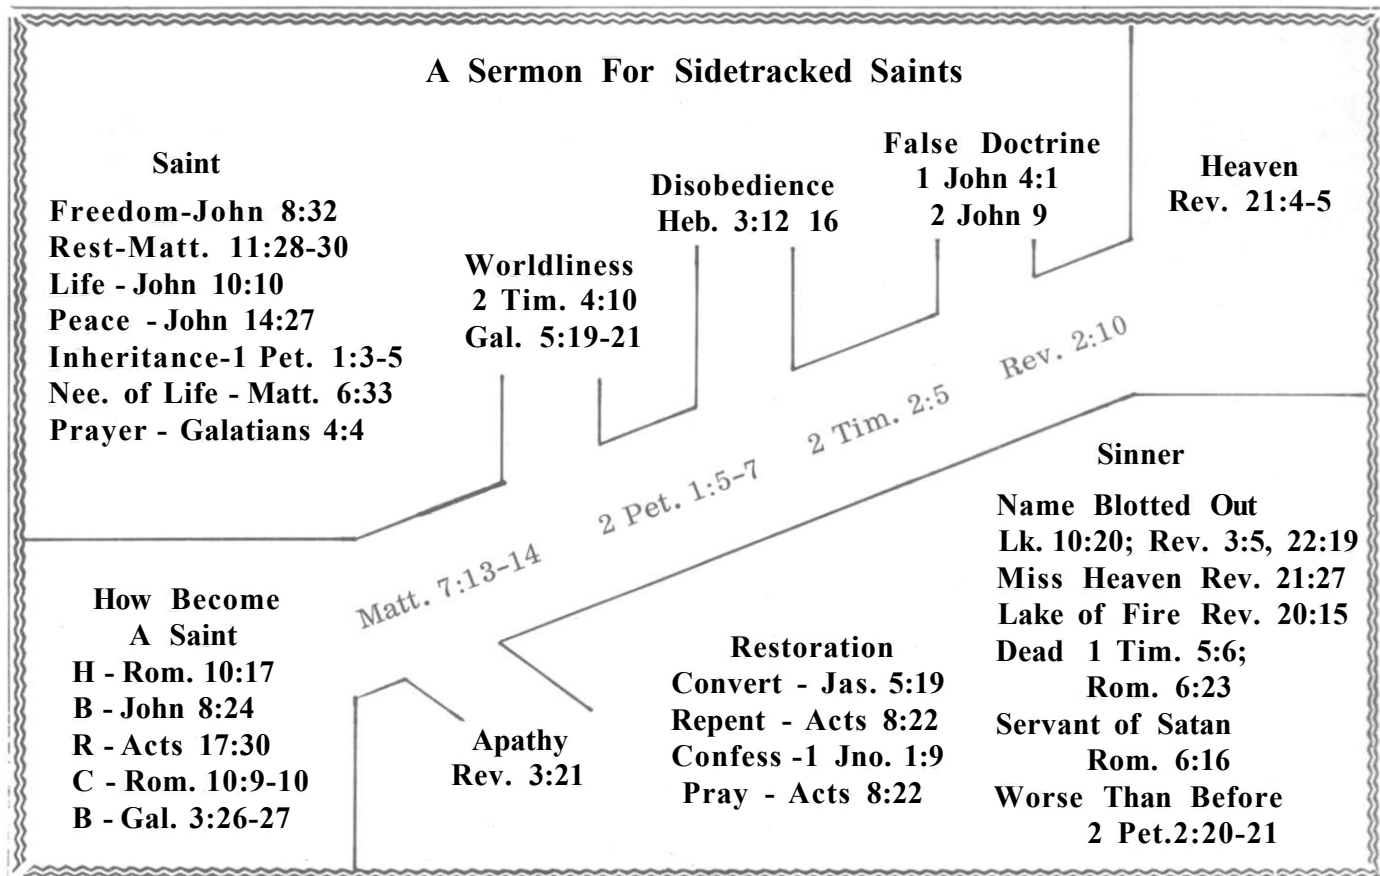 A Sermon For Sidetracked Saints
Saint
Freedom-John 8:32
Rest-Matt. 11:28-30
Life - John 10:10
Peace - John 14:27
Inheritance-1 Pet. 1:3-5
Nee. of Life - Matt. 6:33
Prayer - Galatians 4:4
Worldliness
2 Tim. 4:10
Gal. 5:19-21
Disobedience
Heb. 3:12 16
False Doctrine
1 John 4:1
2 John 9
Heaven
Rev. 21:4-5
Matt. 7:13-14
2 Pet. 1:5-7
2 Tim. 2:5
Rev. 2:10
How Become
A Saint
H - Rom. 10:17
B - John 8:24
R - Acts 17:30
C - Rom. 10:9-10
B - Gal. 3:26-27
Apathy
Rev. 3:21
Restoration
Convert - Jas. 5:19
Repent - Acts 8:22
Confess -1 Jno. 1:9
Pray - Acts 8:22
Sinner
Name Blotted Out
Lk. 10:20; Rev. 3:5, 22:19
Miss Heaven Rev. 21:27
Lake of Fire Rev. 20:15
Dead 1 Tim. 5:6;
Rom. 6:23
Servant of Satan
Rom. 6:16
Worse Than Before
2 Pet.2:20-21